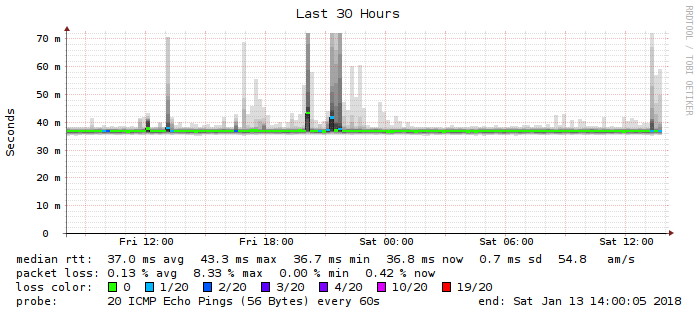 Last 30 Hours
RRDTOOL / TOBI OETIKER
Seconds
70 m
60 m
50 m
40 m
30 m
20 m
10 m
0
Fri 12:00 Fri 18:00 Sat 00:00 Sat 06:00 Sat 12:00
median rtt: 37.0 ms avg 43.3 ms max 36.7 ms min 36.8 ms now 0.7 ms sd 54.8 am/s
packet loss: 0.13 % avg 8.33 % max 0.00 % min 0.42 % now
loss color: 0 1/20 2/20 3/20 4/20 10/20 19/20
probe: 20 ICMP Echo Pings (56 Bytes) every 60s end: Sat Jan 13 14:00:05 2018